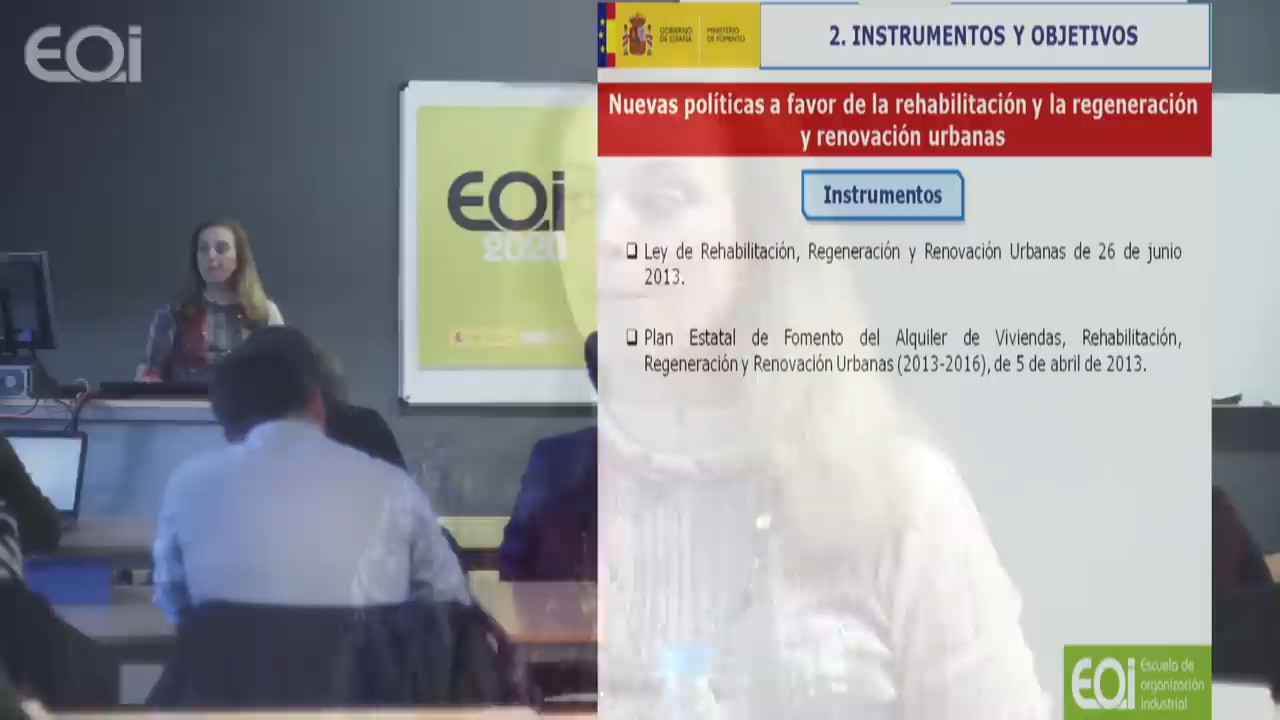 EOi
GOBIERNO DE ESPAÑA
MINISTERIO DE FOMENTO
2. INSTRUMENTOS Y OBJETIVOS
Nuevas políticas a favor de la rehabilitación y la regeneración
y renovación urbanas
Instrumentos
Ley de Rehabilitación, Regeneración y Renovación Urbanas de 26 de junio
2013.
Plan Estatal de Fomento del Alquiler de Viviendas, Rehabilitación,
Regeneración y Renovación Urbanas (2013-2016), de 5 de abril de 2013.
EOi
2020
EOi
Escuela de
organización
industrial